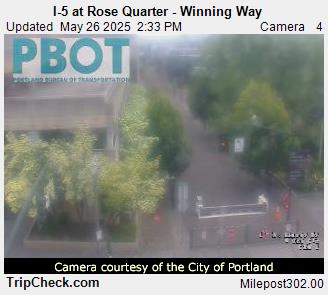 I-5 at Rose Quarter - Winning Way
Updated May 26 2025 2:33 PM Camera 4
PBOT
PORTLAND BUREAU OF TRANSPORTATION
Camera courtesy of the City of Portland
TripCheck.com Milepost302.00